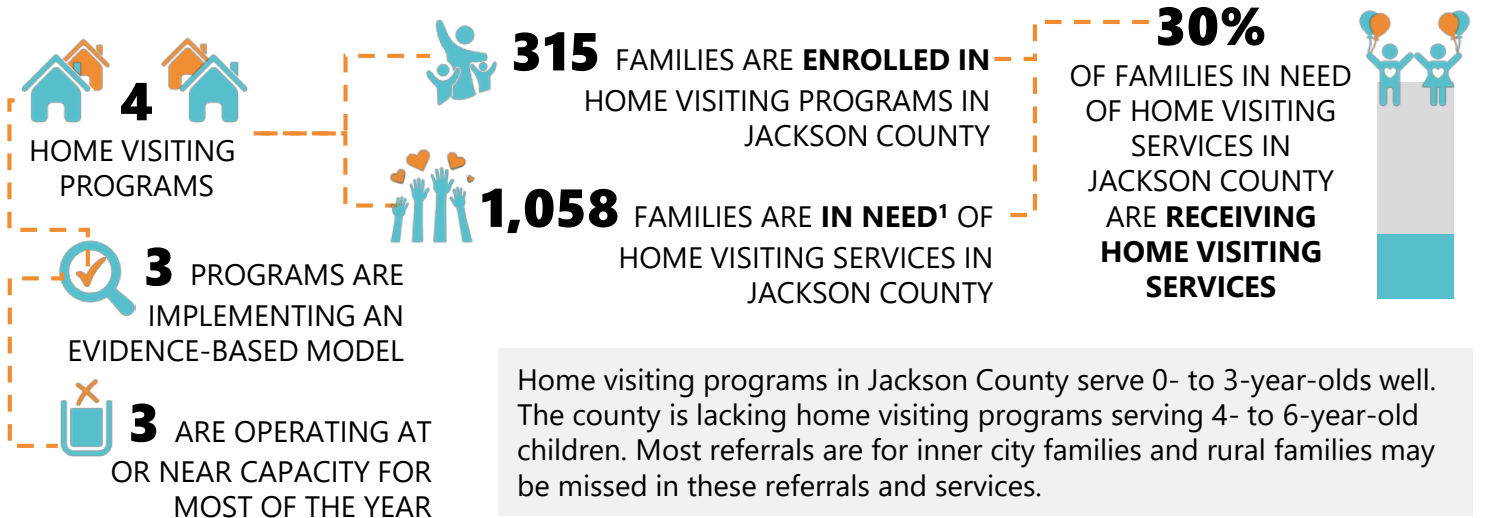 4
HOME VISITING
PROGRAMS
3 PROGRAMS ARE
IMPLEMENTING AN
EVIDENCE-BASED MODEL
3 ARE OPERATING AT
OR NEAR CAPACITY FOR
MOST OF THE YEAR
315 FAMILIES ARE ENROLLED IN
HOME VISITING PROGRAMS IN
JACKSON COUNTY
1,058 FAMILIES ARE IN NEED¹ OF
HOME VISITING SERVICES IN
JACKSON COUNTY
30%
OF FAMILIES IN NEED
OF HOME VISITING
SERVICES IN
JACKSON COUNTY
ARE RECEIVING
HOME VISITING
SERVICES
Home visiting programs in Jackson County serve 0- to 3-year-olds well.
The county is lacking home visiting programs serving 4- to 6-year-old
children. Most referrals are for inner city families and rural families may
be missed in these referrals and services.